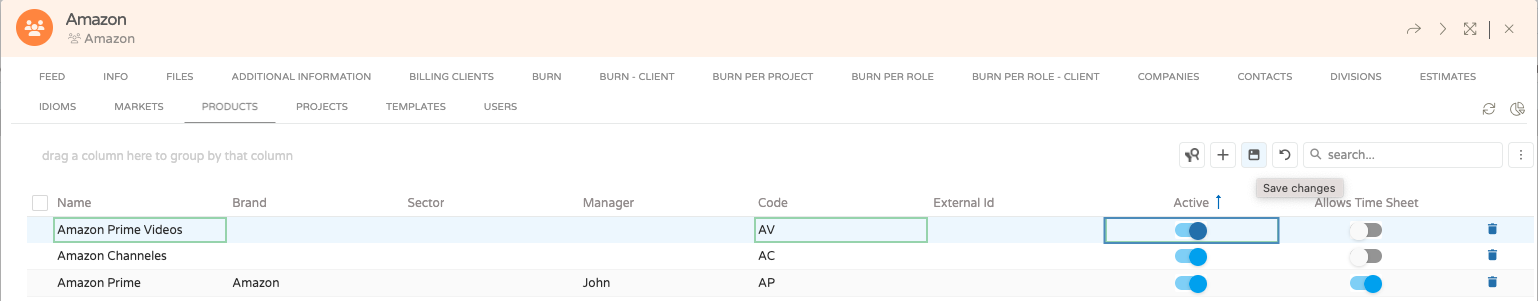 Amazon
Amazon
FEED INFO FILES ADDITIONAL INFORMATION BILLING CLIENTS BURN BURN - CLIENT BURN PER PROJECT BURN PER ROLE BURN PER ROLE - CLIENT COMPANIES CONTACTS DIVISIONS ESTIMATES
IDIOMS MARKETS PRODUCTS PROJECTS TEMPLATES USERS
drag a column here to group by that column search...
Save changes
Name Brand Sector Manager Code External Id Active Allows Time Sheet
Amazon Prime Videos AV
Amazon Channeles AC
Amazon Prime Amazon John AP